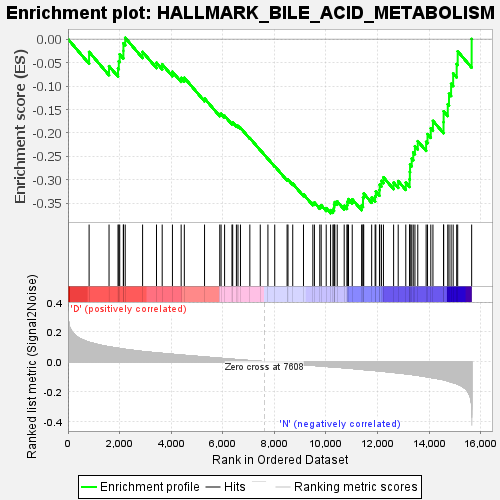 Enrichment plot: HALLMARK_BILE_ACID_METABOLISM
Enrichment score (ES)
0.00
-0.05
-0.10
-0.15
-0.20
-0.25
-0.30
-0.35
Ranked list metric (Signal2Noise)
0.4
0.2
0.0
-0.2
-0.4
'D' (positively correlated)
Zero cross at 7608
'N' (negatively correlated)
0 2,000 4,000 6,000 8,000 10,000 12,000 14,000 16,000
Rank in Ordered Dataset
Enrichment profile Hits Ranking metric scores